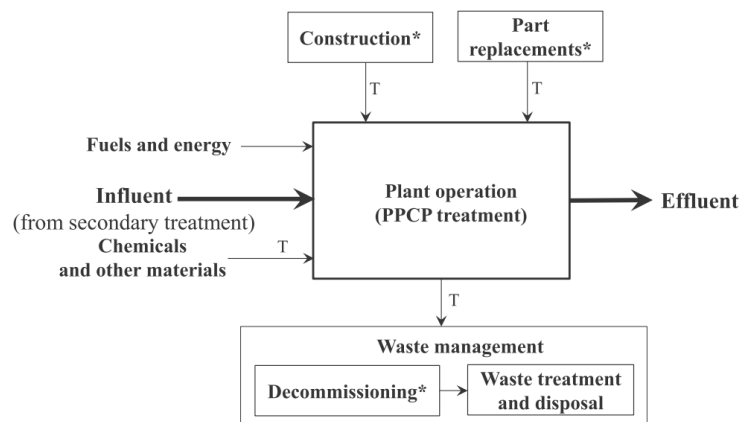 Construction*
Part
replacements*
T
T
Fuels and energy
Influent
(from secondary treatment)
Chemicals
and other materials
T
Plant operation
(PPCP treatment)
Effluent
T
Waste management
Decommissioning*
Waste treatment
and disposal